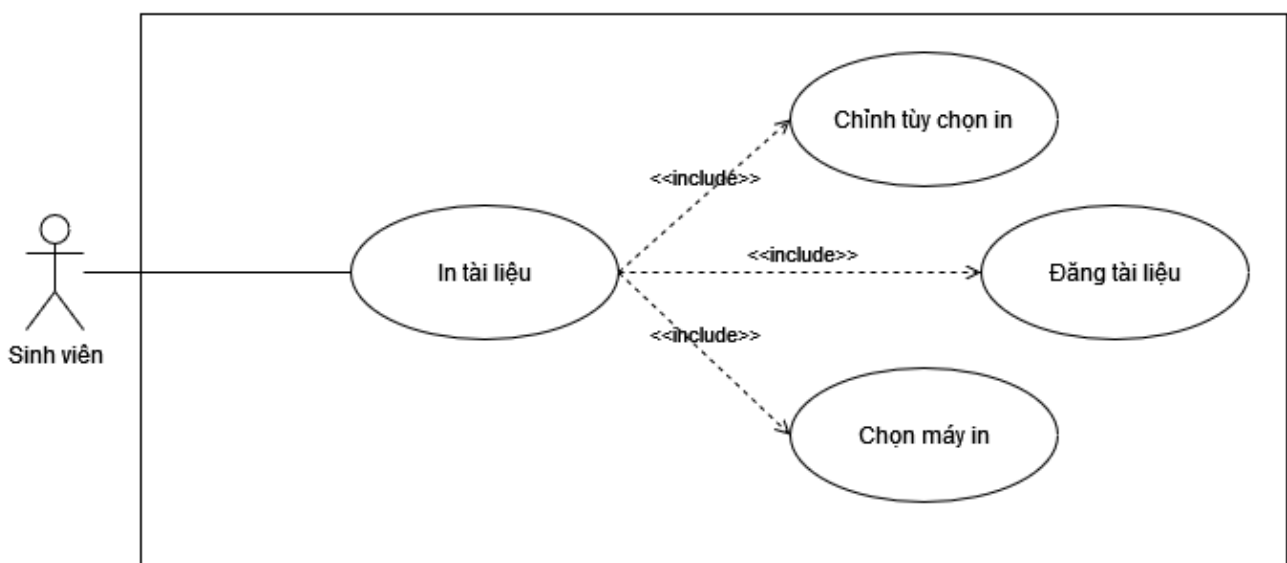 Chỉnh tùy chọn in
<<include>>
<<include>>
In tài liệu
Đăng tài liệu
<<include>>
Sinh viên
Chọn máy in